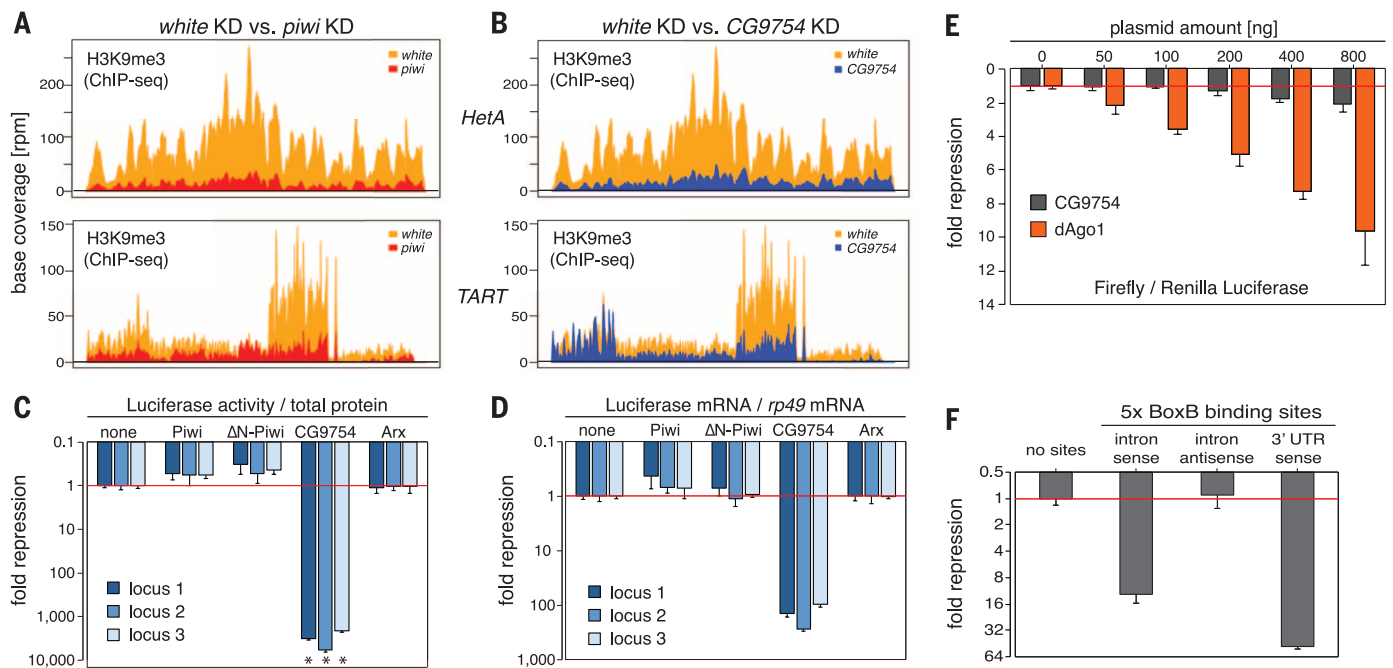 A
white KD vs. piwi KD
H3K9me3
(ChIP-seq)
white
piwi
200
100
0
H3K9me3
(ChIP-seq)
white
piwi
150
100
50
0
base coverage [rpm]
B
white KD vs. CG9754 KD
HetA
H3K9me3
(ChIP-seq)
white
CG9754
200
100
0
TART
H3K9me3
(ChIP-seq)
white
CG9754
150
100
50
0
C
Luciferase activity / total protein
none Piwi ΔN-Piwi CG9754 Arx
0.1
1
10
100
1,000
10,000
fold repression
locus 1
locus 2
locus 3
* * *
D
Luciferase mRNA / rp49 mRNA
none Piwi ΔN-Piwi CG9754 Arx
0.1
1
10
100
1,000
fold repression
locus 1
locus 2
locus 3
E
plasmid amount [ng]
0 50 100 200 400 800
0
2
4
6
8
10
12
14
fold repression
CG9754
dAgo1
Firefly / Renilla Luciferase
F
5x BoxB binding sites
no sites
intron
sense
intron
antisense
3' UTR
sense
0.5
1
2
4
8
16
32
64
fold repression